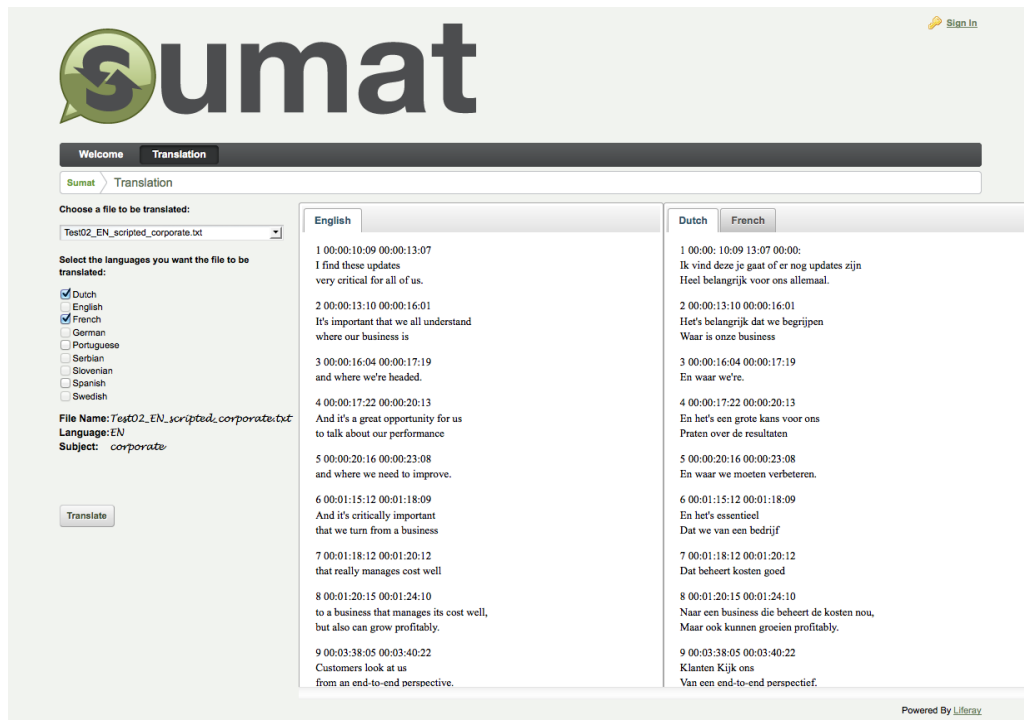 Sign In
sumat
Welcome
Translation
Sumat
Translation
Choose a file to be translated:
Test02_EN_scripted_corporate.txt
Select the languages you want the file to be
translated:
Dutch
English
French
German
Portuguese
Serbian
Slovenian
Spanish
Swedish
File Name: Test02_EN_scripted_corporate.txt
Language: EN
Subject: corporate
Translate
English
1 00:00:10:09 00:00:13:07
I find these updates
very critical for all of us.
2 00:00:13:10 00:00:16:01
It's important that we all understand
where our business is
3 00:00:16:04 00:00:17:19
and where we're headed.
4 00:00:17:22 00:00:20:13
And it's a great opportunity for us
to talk about our performance
5 00:00:20:16 00:00:23:08
and where we need to improve.
6 00:01:15:12 00:01:18:09
And it's critically important
that we turn from a business
7 00:01:18:12 00:01:20:12
that really manages cost well
8 00:01:20:15 00:01:24:10
to a business that manages its cost well,
but also can grow profitably.
9 00:03:38:05 00:03:40:22
Customers look at us
from an end-to-end perspective.
Dutch
French
1 00:00: 10:09 13:07 00:00:
Ik vind deze je gaat of er nog updates zijn
Heel belangrijk voor ons allemaal.
2 00:00:13:10 00:00:16:01
Het's belangrijk dat we begrijpen
Waar is onze business
3 00:00:16:04 00:00:17:19
En waar we're.
4 00:00:17:22 00:00:20:13
En het's een grote kans voor ons
Praten over de resultaten
5 00:00:20:16 00:00:23:08
En waar we moeten verbeteren.
6 00:01:15:12 00:01:18:09
En het's essentieel
Dat we van een bedrijf
7 00:01:18:12 00:01:20:12
Dat beheert kosten goed
8 00:01:20:15 00:01:24:10
Naar een business die beheert de kosten nou,
Maar ook kunnen groeien profitably.
9 00:03:38:05 00:03:40:22
Klanten Kijk ons
Van een end-to-end perspectief.
Powered By Liferay